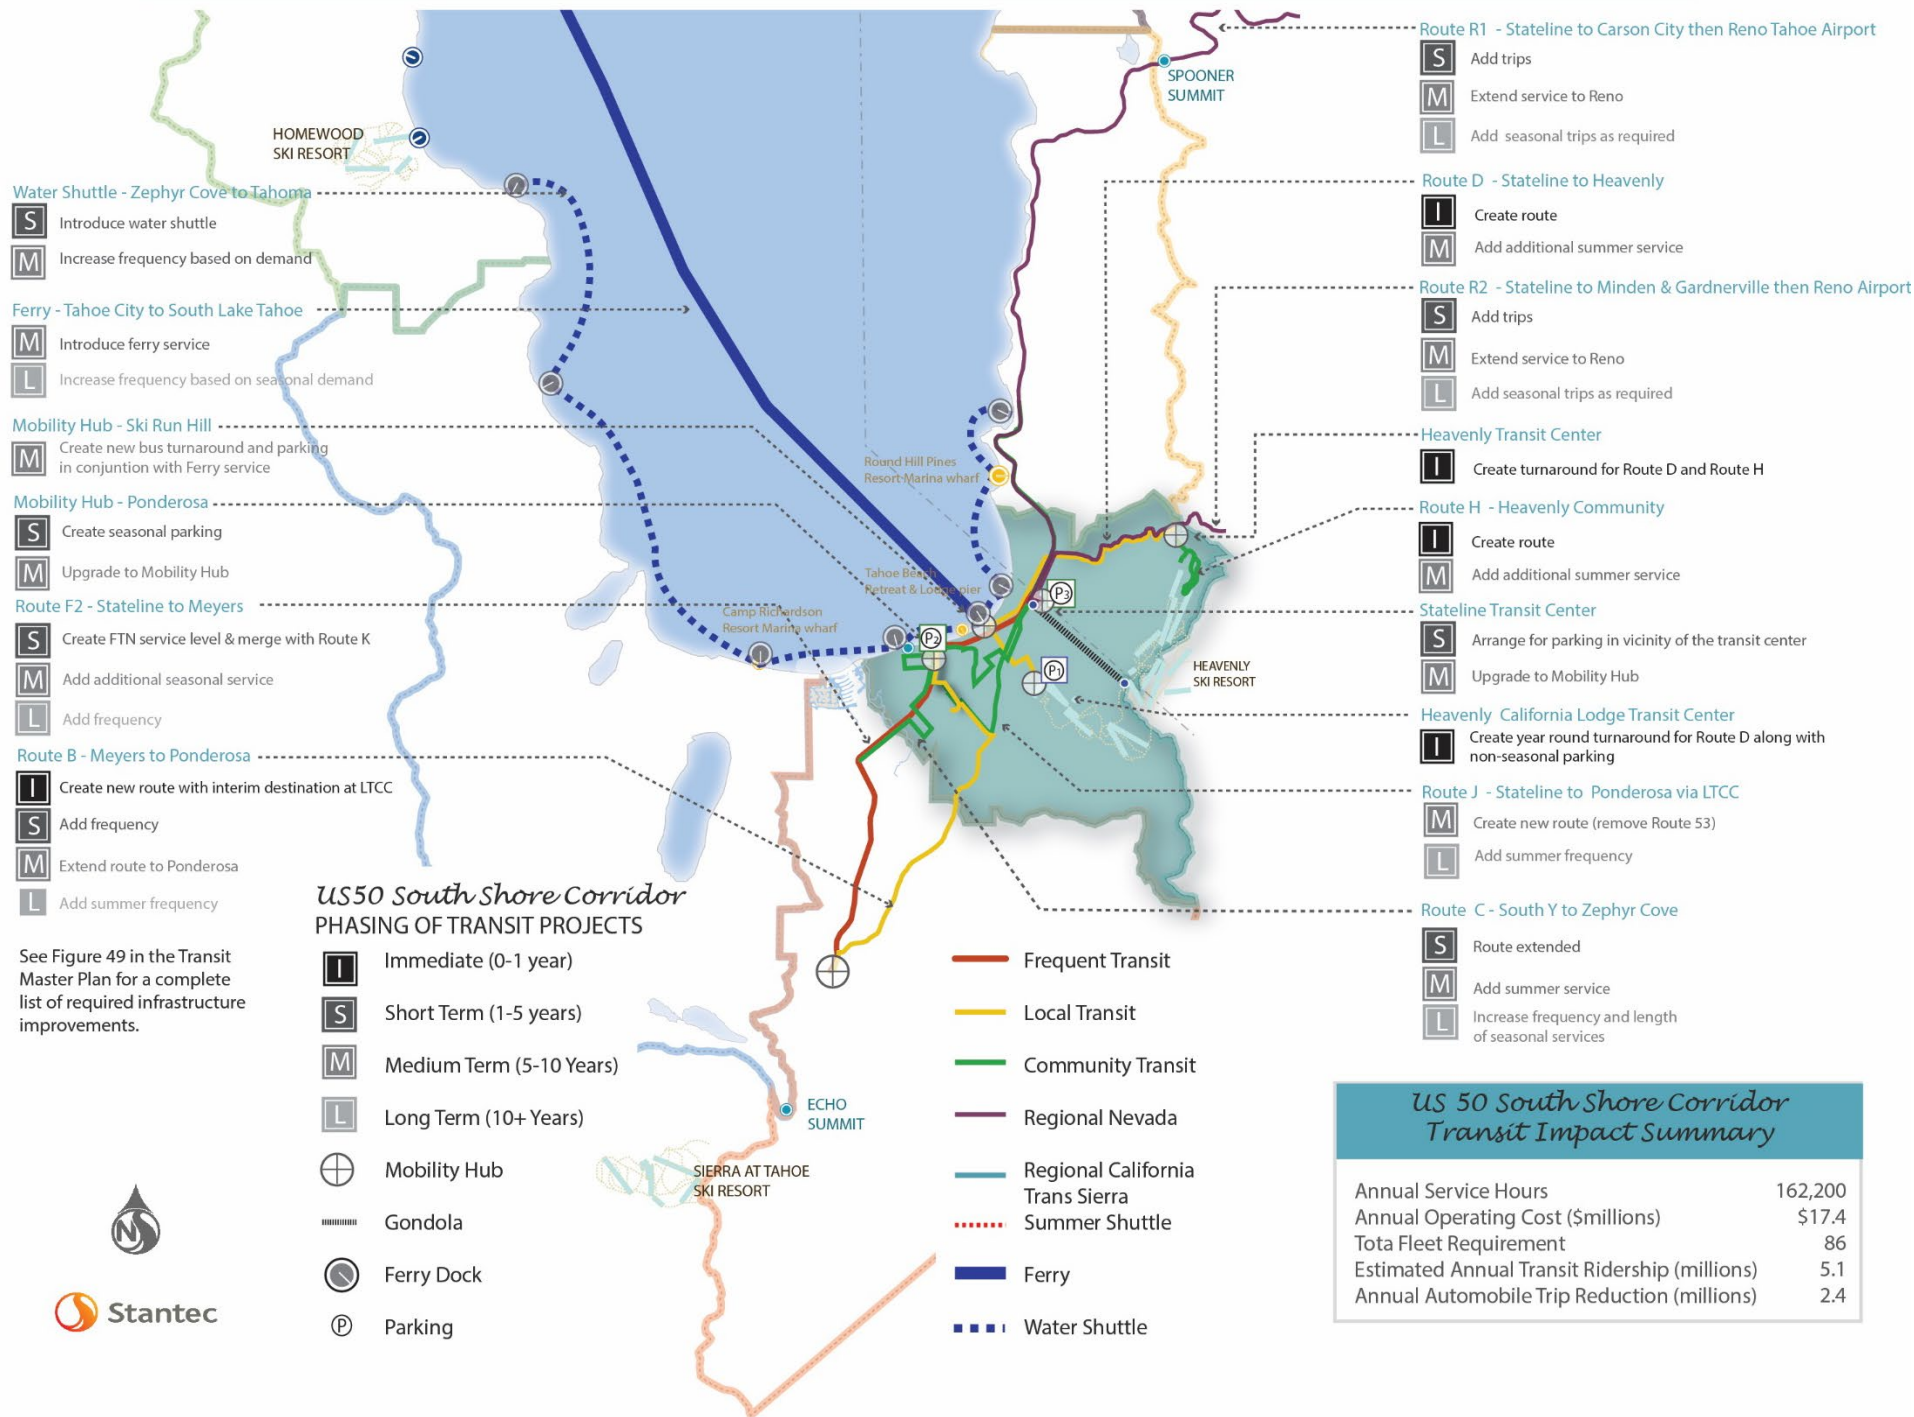 Water Shuttle - Zephyr Cove to Tahoma
S Introduce water shuttle
M Increase frequency based on demand
Ferry - Tahoe City to South Lake Tahoe
M Introduce ferry service
L Increase frequency based on seasonal demand
Mobility Hub - Ski Run Hill
M Create new bus turnaround and parking
in conjuntion with Ferry service
Mobility Hub - Ponderosa
S Create seasonal parking
M Upgrade to Mobility Hub
Route F2 - Stateline to Meyers
S Create FTN service level & merge with Route K
M Add additional seasonal service
L Add frequency
Route B - Meyers to Ponderosa
I Create new route with interim destination at LTCC
S Add frequency
M Extend route to Ponderosa
L Add summer frequency
See Figure 49 in the Transit
Master Plan for a complete
list of required infrastructure
improvements.
N
Stantec
HOMEWOOD
SKI RESORT
SPOONER
SUMMIT
Round Hill Pines
Resort Marina wharf
Tahoe Beach
Retreat & Lodge pier
Camp Richardson
Resort Marina wharf
P3
P2
P1
HEAVENLY
SKI RESORT
ECHO
SUMMIT
SIERRA AT TAHOE
SKI RESORT
US50 South Shore Corridor
PHASING OF TRANSIT PROJECTS
I Immediate (0-1 year)
S Short Term (1-5 years)
M Medium Term (5-10 Years)
L Long Term (10+ Years)
Mobility Hub
Gondola
Ferry Dock
P Parking
Frequent Transit
Local Transit
Community Transit
Regional Nevada
Regional California
Trans Sierra
Summer Shuttle
Ferry
Water Shuttle
Route R1 - Stateline to Carson City then Reno Tahoe Airport
S Add trips
M Extend service to Reno
L Add seasonal trips as required
Route D - Stateline to Heavenly
I Create route
M Add additional summer service
Route R2 - Stateline to Minden & Gardnerville then Reno Airport
S Add trips
M Extend service to Reno
L Add seasonal trips as required
Heavenly Transit Center
I Create turnaround for Route D and Route H
Route H - Heavenly Community
I Create route
M Add additional summer service
Stateline Transit Center
S Arrange for parking in vicinity of the transit center
M Upgrade to Mobility Hub
Heavenly California Lodge Transit Center
I Create year round turnaround for Route D along with
non-seasonal parking
Route J - Stateline to Ponderosa via LTCC
M Create new route (remove Route 53)
L Add summer frequency
Route C - South Y to Zephyr Cove
S Route extended
M Add summer service
L Increase frequency and length
of seasonal services
US 50 South Shore Corridor
Transit Impact Summary
Annual Service Hours 162,200
Annual Operating Cost ($millions) $17.4
Tota Fleet Requirement 86
Estimated Annual Transit Ridership (millions) 5.1
Annual Automobile Trip Reduction (millions) 2.4